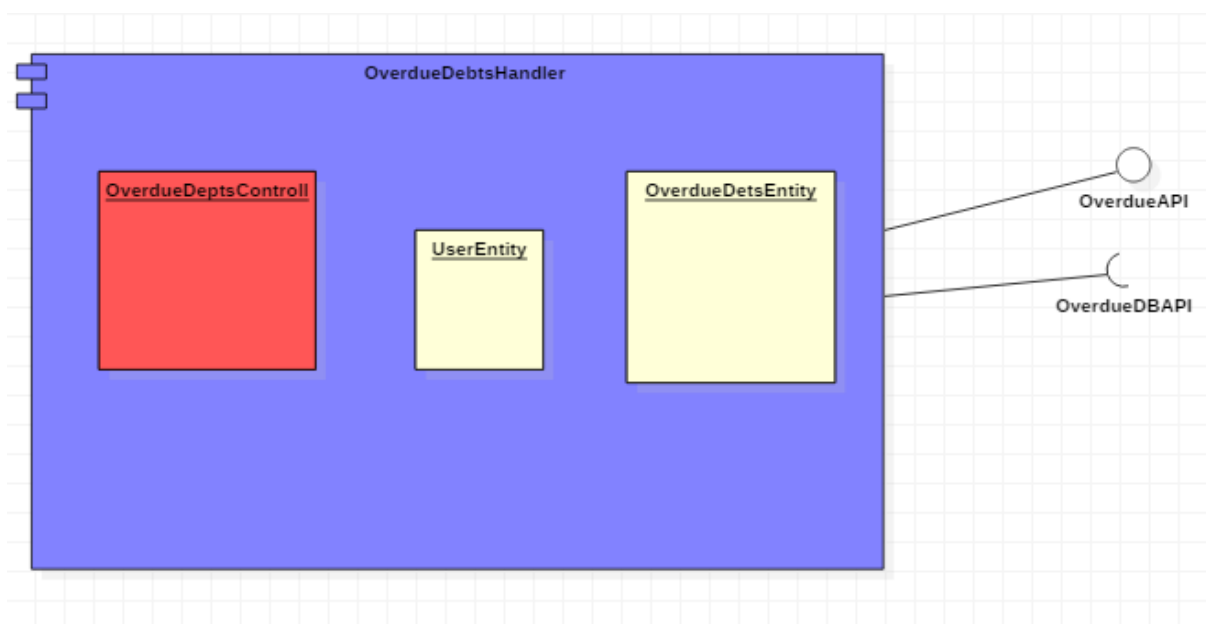 OverdueDebtsHandler
OverdueDeptsControll
UserEntity
OverdueDetsEntity
OverdueAPI
OverdueDBAPI